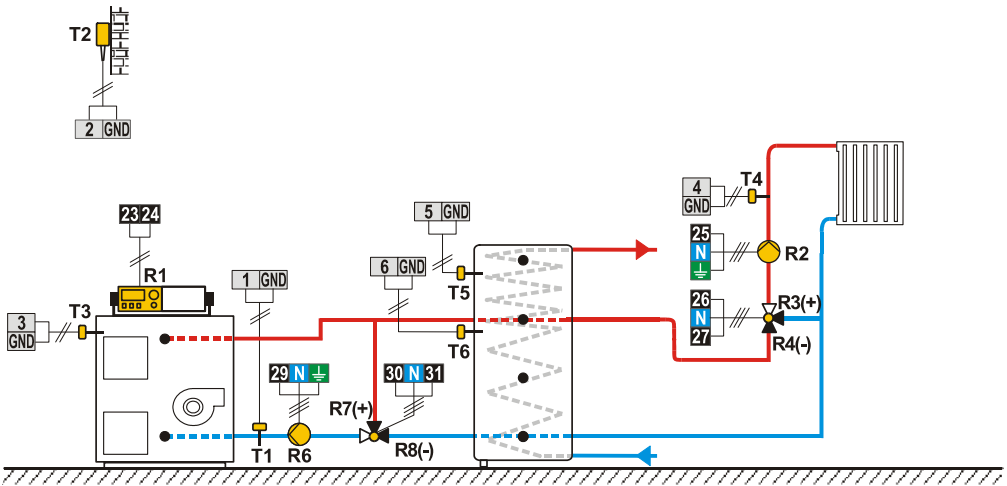 T2
2 GND
23 24
R1
T3
3
GND
1 GND
T1
29 N
R6
30 N 31
R7(+)
R8(-)
5 GND
T5
6 GND
T6
4
GND
T4
25
N
R2
26
N
27
R3(+)
R4(-)